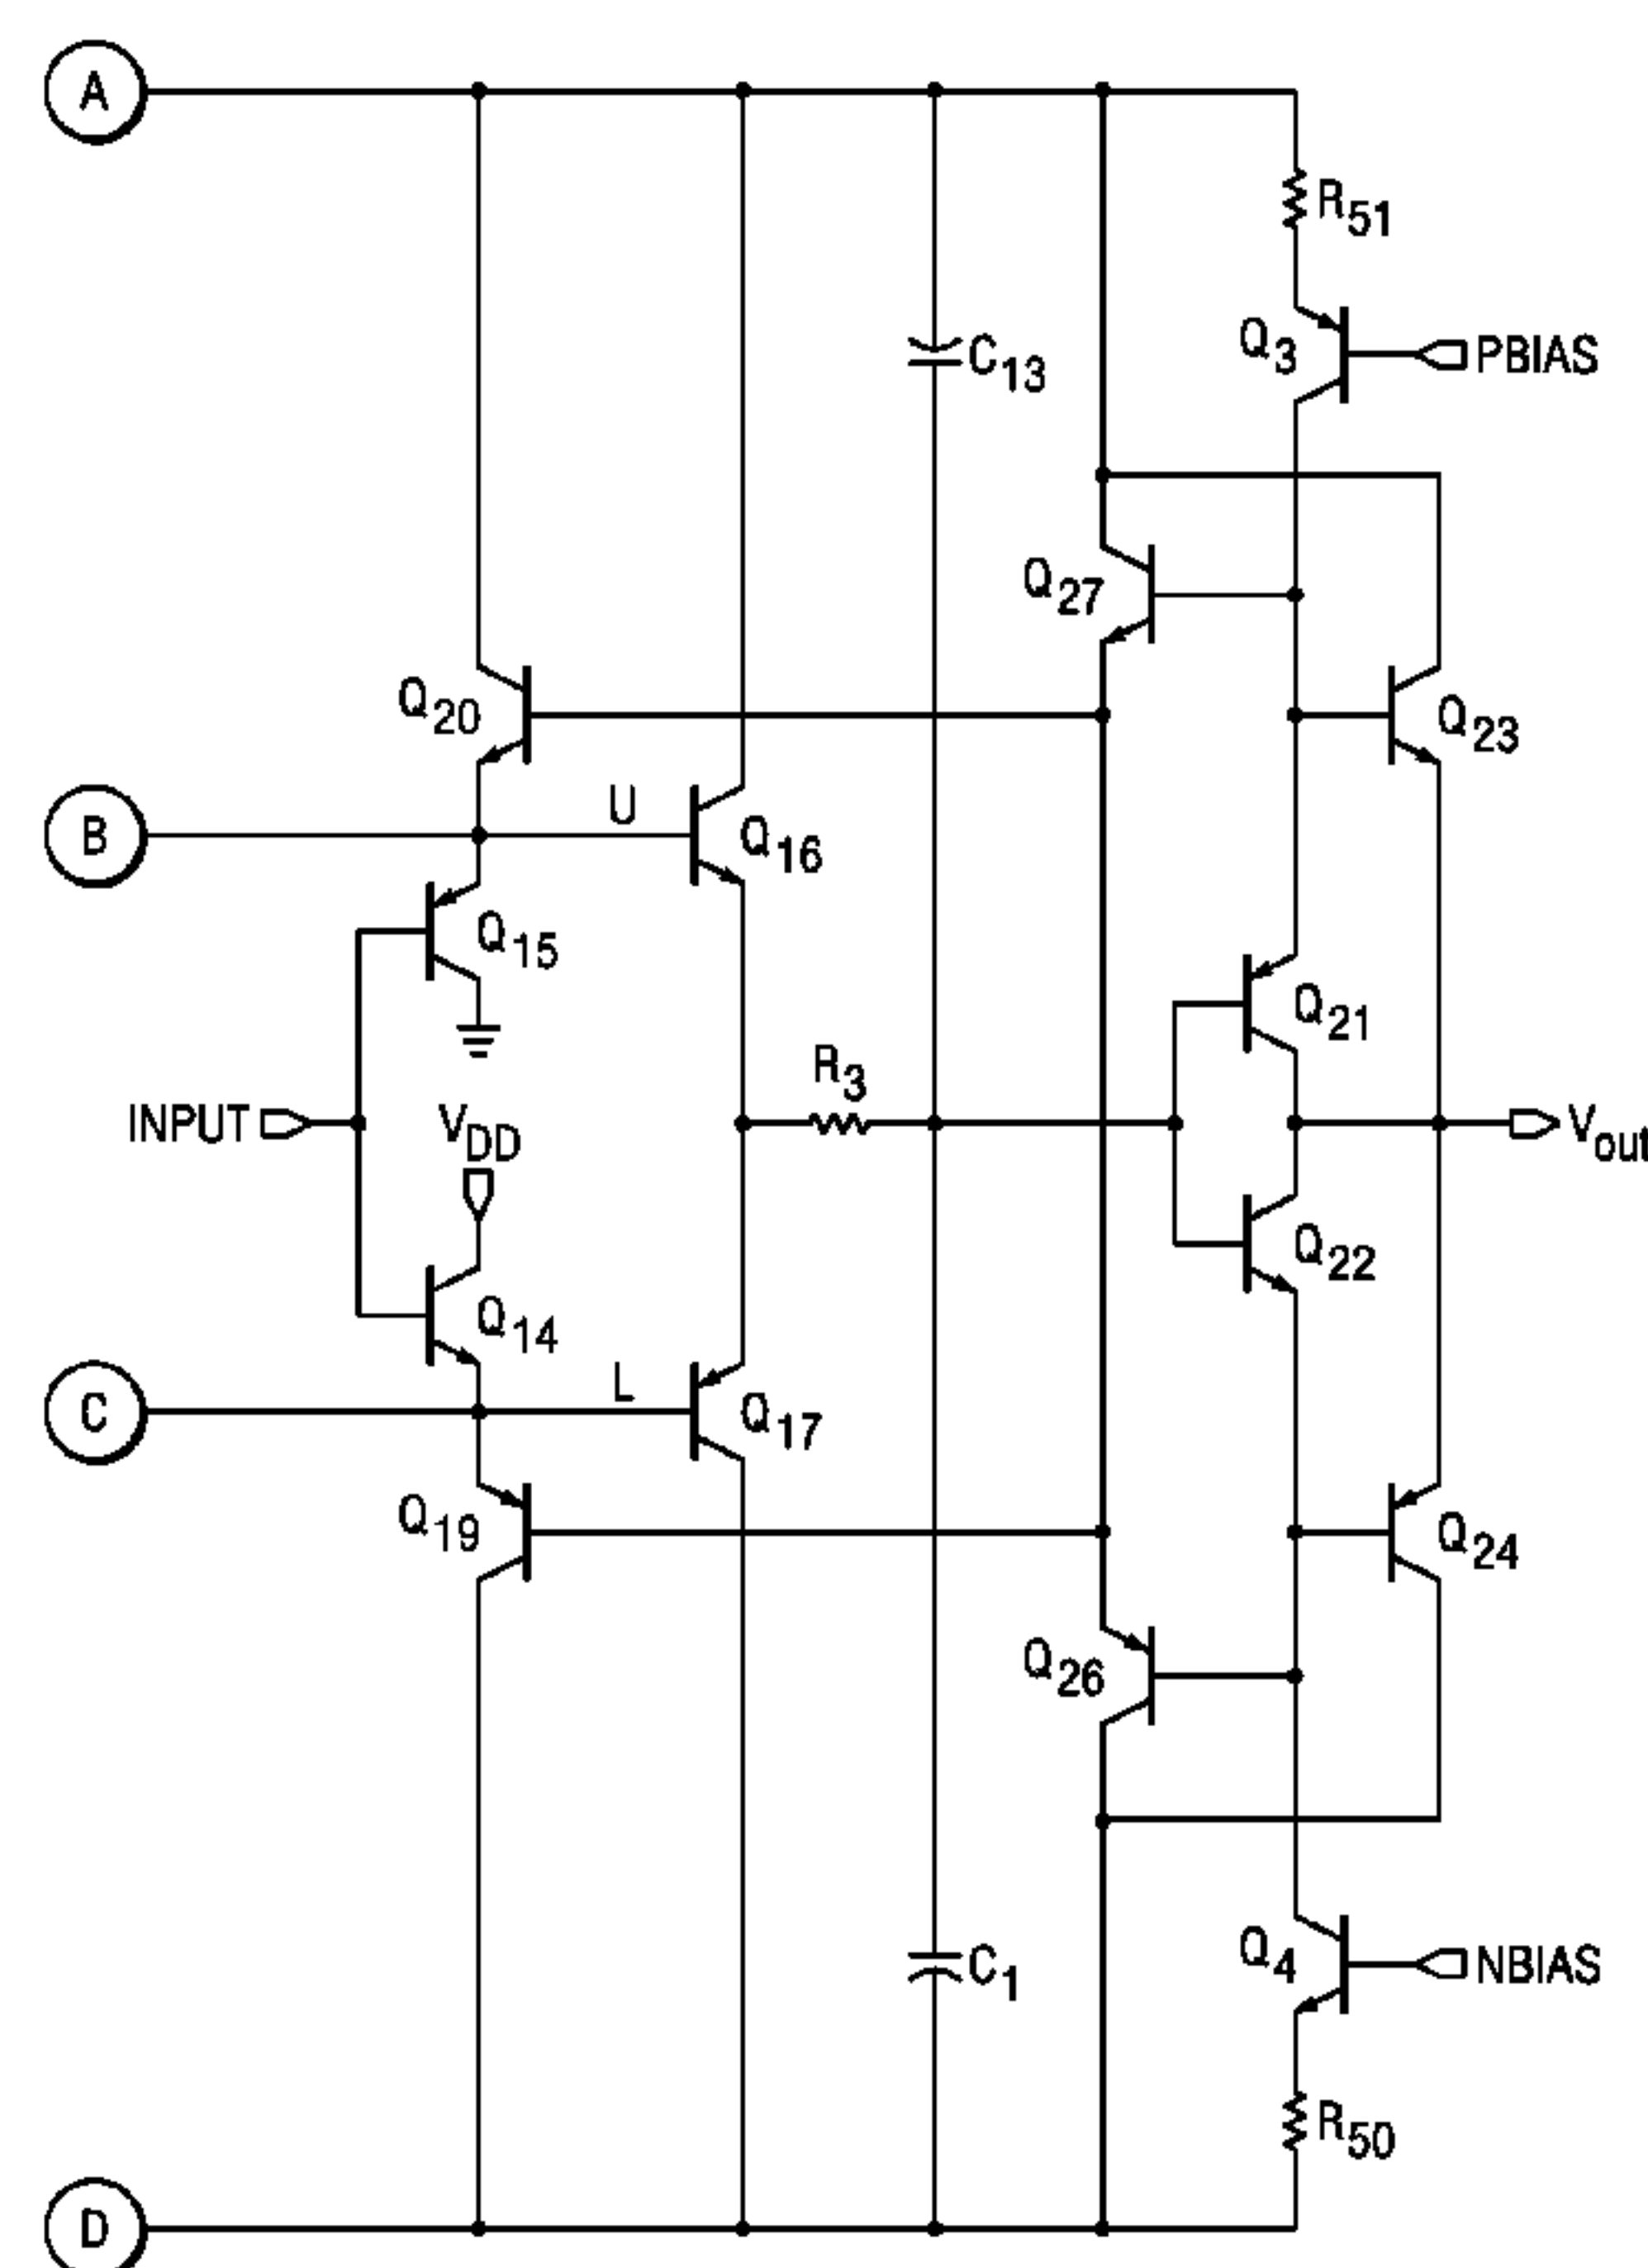 A
R51
Q3
PBIAS
C13
Q27
Q20
Q23
U
B
Q16
Q15
Q21
R3
INPUT
VDD
Vout
Q22
Q14
L
C
Q17
Q19
Q24
Q26
Q4
NBIAS
C1
R50
D